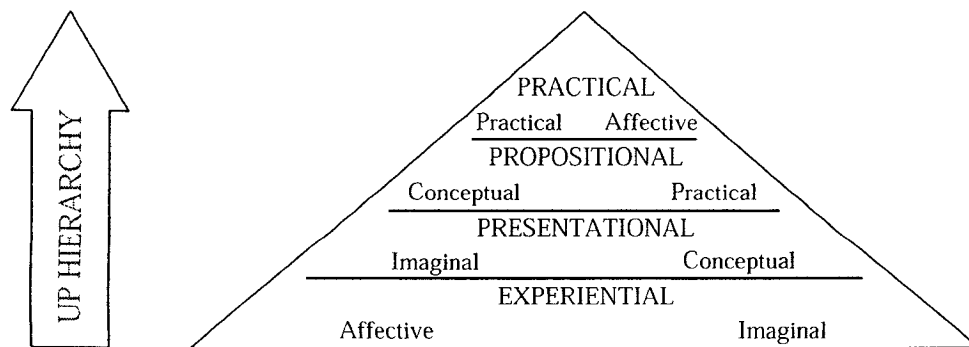 UP HIERARCHY
PRACTICAL
Practical Affective
PROPOSITIONAL
Conceptual Practical
PRESENTATIONAL
Imaginal Conceptual
EXPERIENTIAL
Affective Imaginal